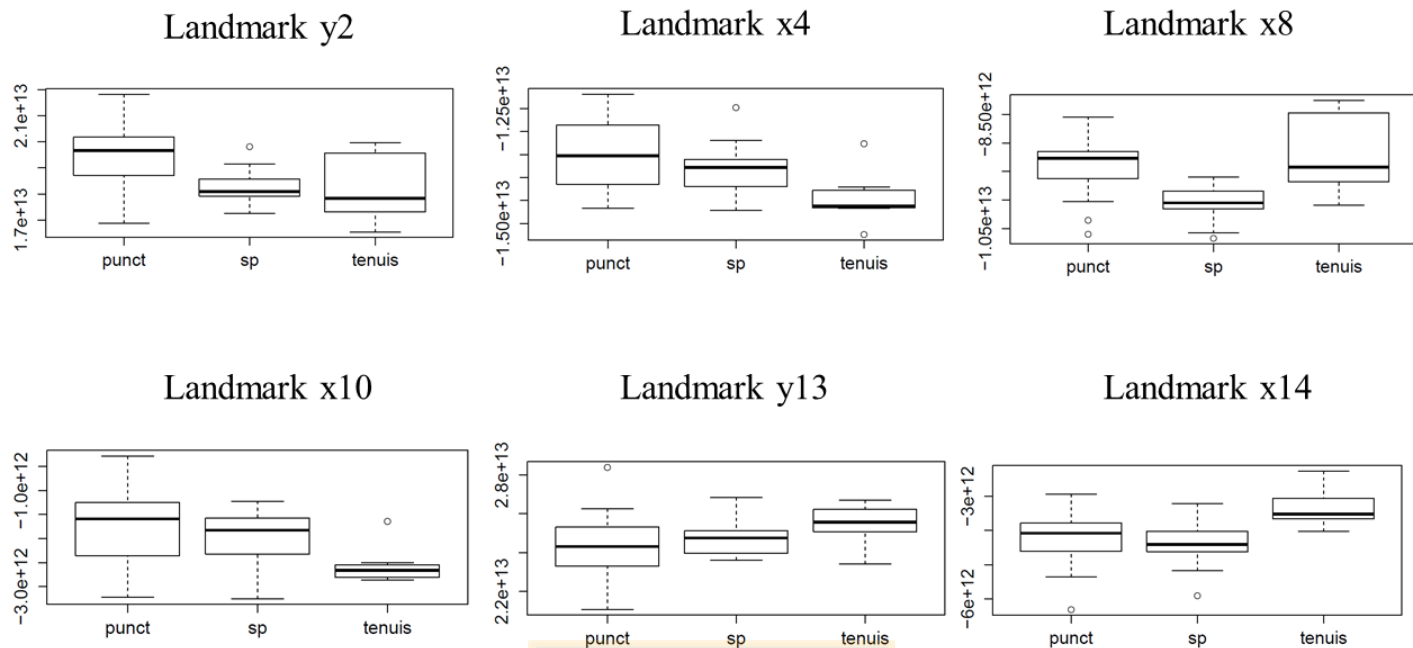 Landmark y2
Landmark x4
Landmark x8
1.7e+13 2.1e+13
punct sp tenuis
−1.50e+13 −1.25e+13
punct sp tenuis
−1.05e+13 −8.50e+12
punct sp tenuis
Landmark x10
Landmark y13
Landmark x14
−3.0e+12 −1.0e+12
punct sp tenuis
2.2e+13 2.8e+13
punct sp tenuis
−6e+12 −3e+12
punct sp tenuis